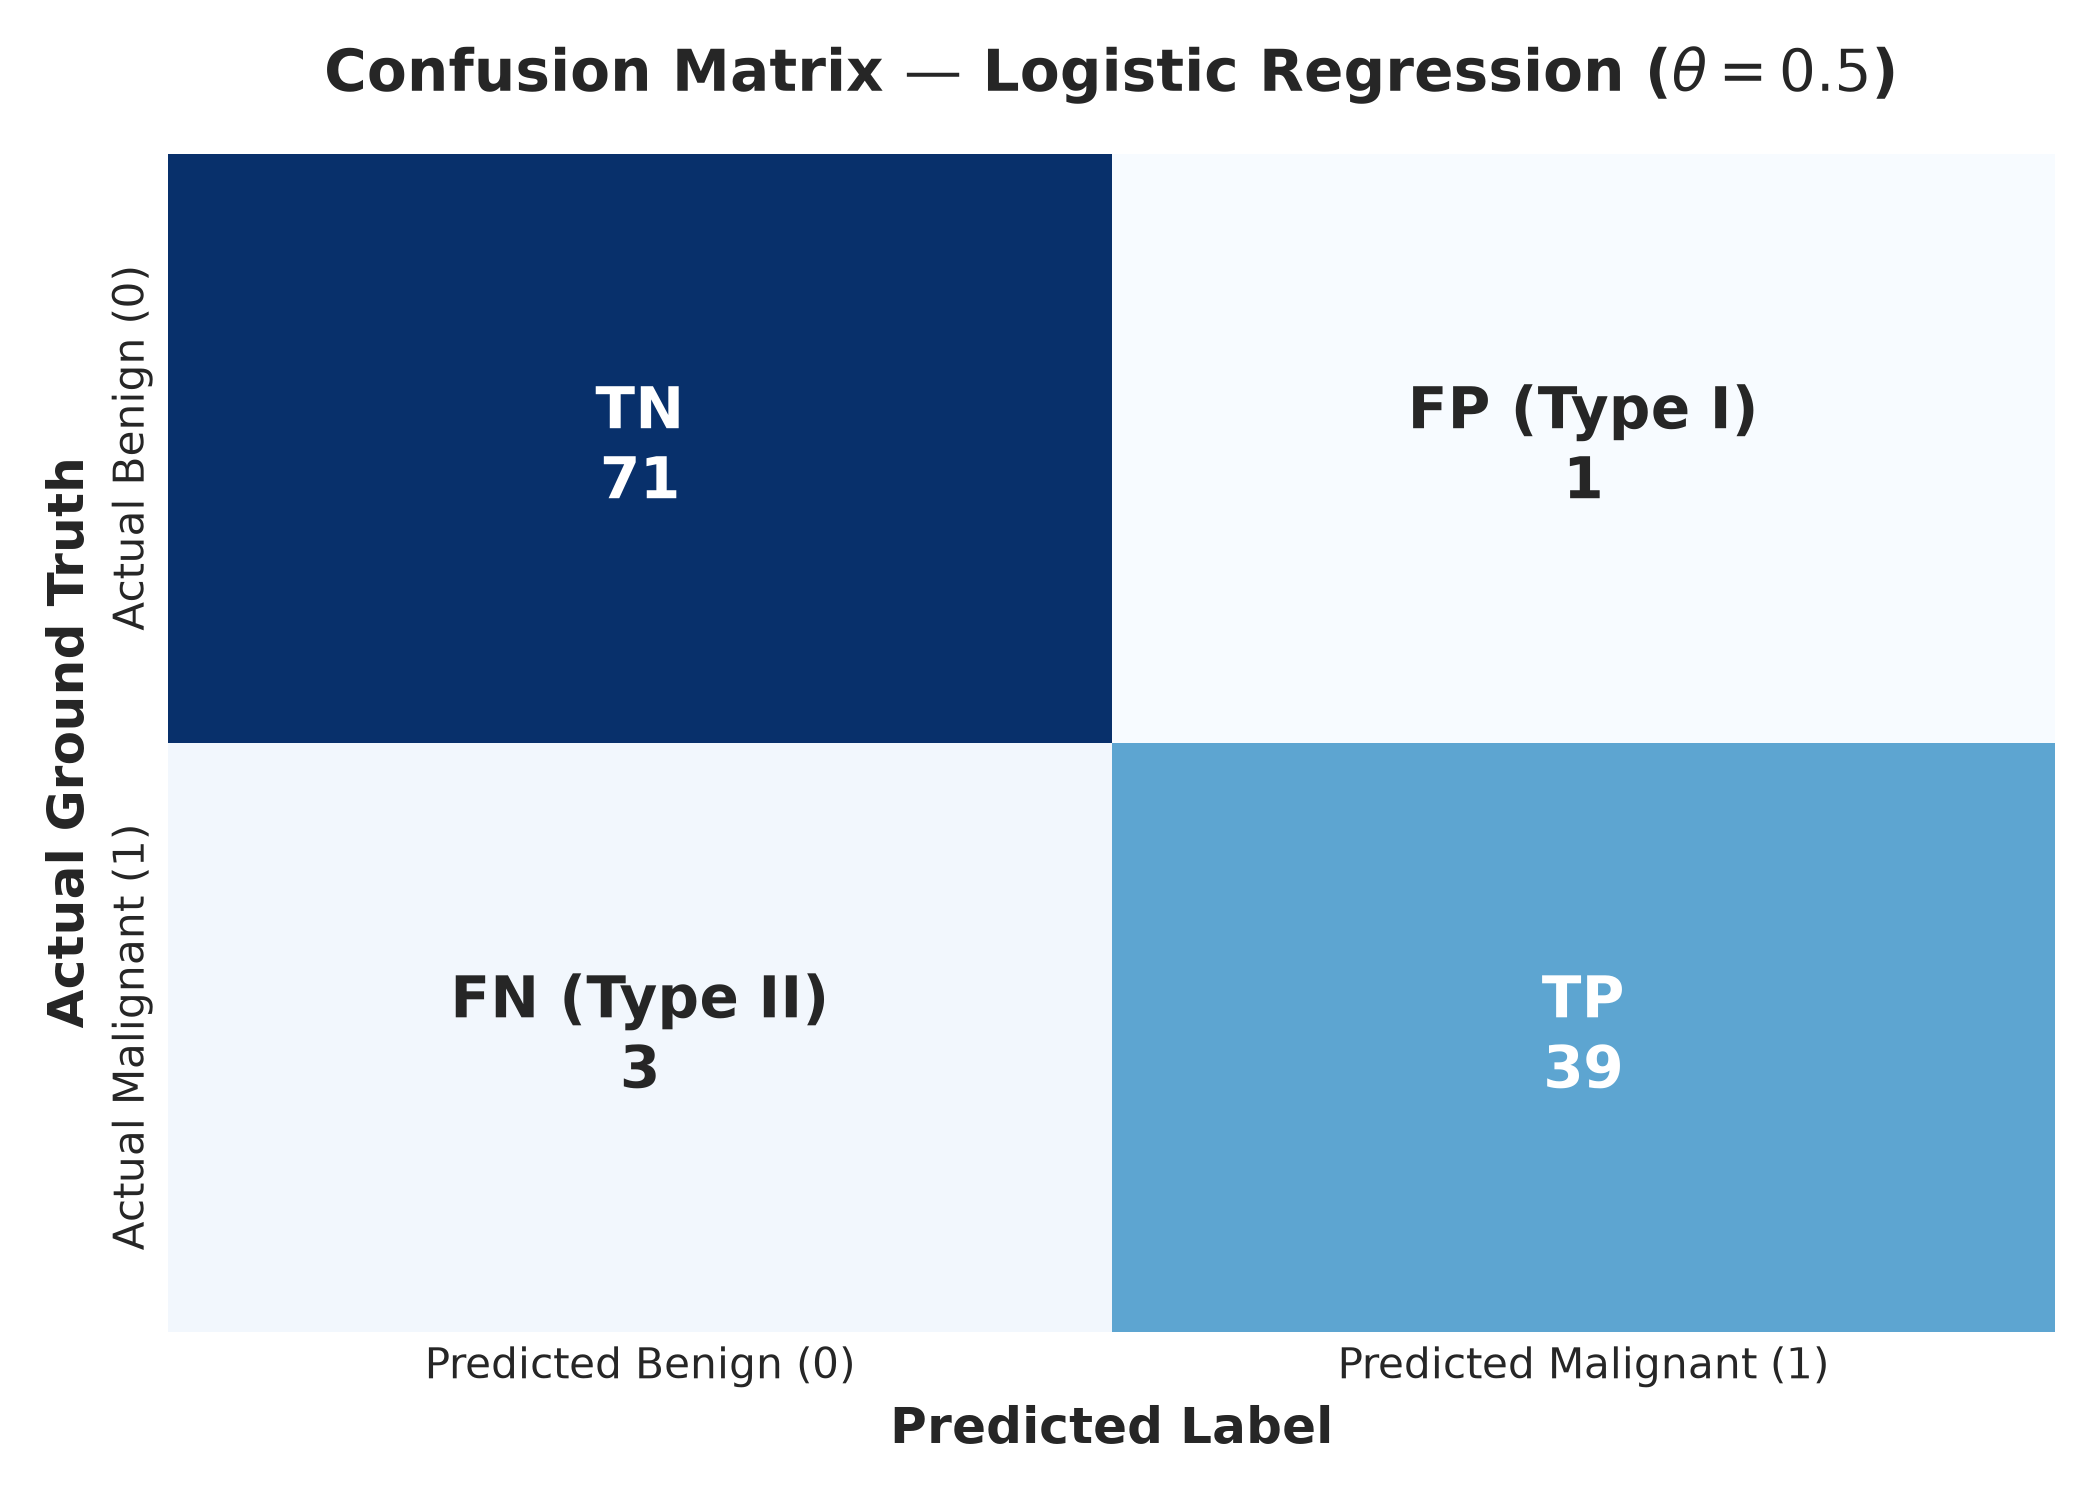 Confusion Matrix — Logistic Regression (θ = 0.5)
Actual Ground Truth
Actual Benign (0)
TN
71
FP (Type I)
1
Actual Malignant (1)
FN (Type II)
3
TP
39
Predicted Benign (0)
Predicted Malignant (1)
Predicted Label